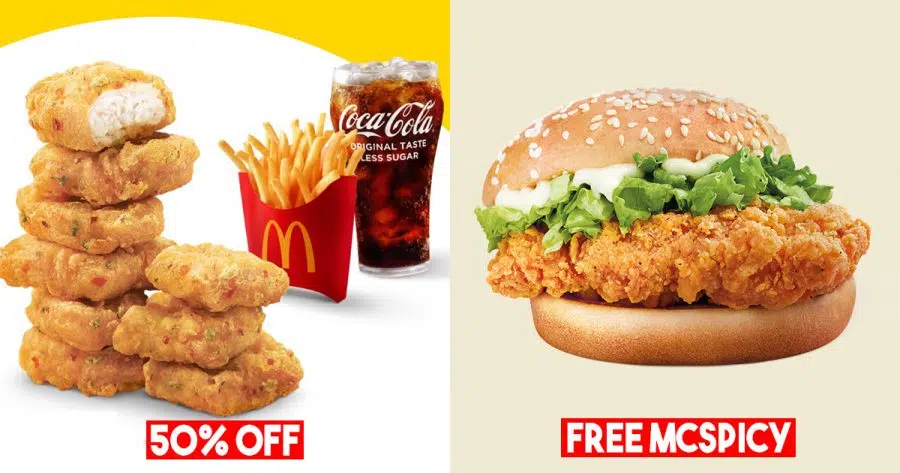 Coca-Cola
ORIGINAL TASTE
LESS SUGAR
50% OFF
FREE MCSPICY